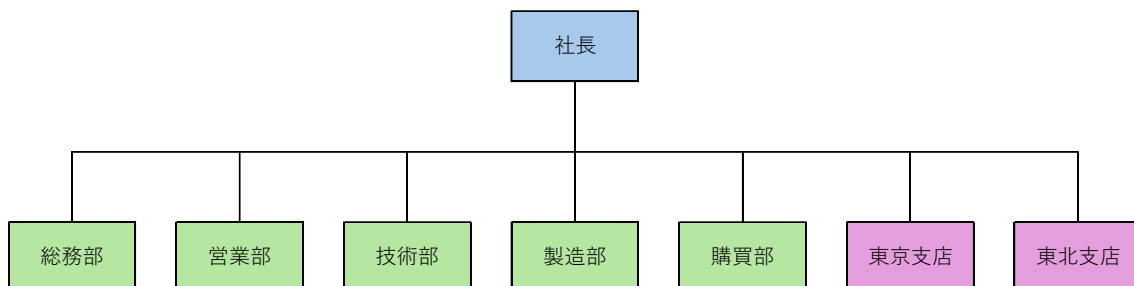 社長
総務部
営業部
技術部
製造部
購買部
東京支店
東北支店